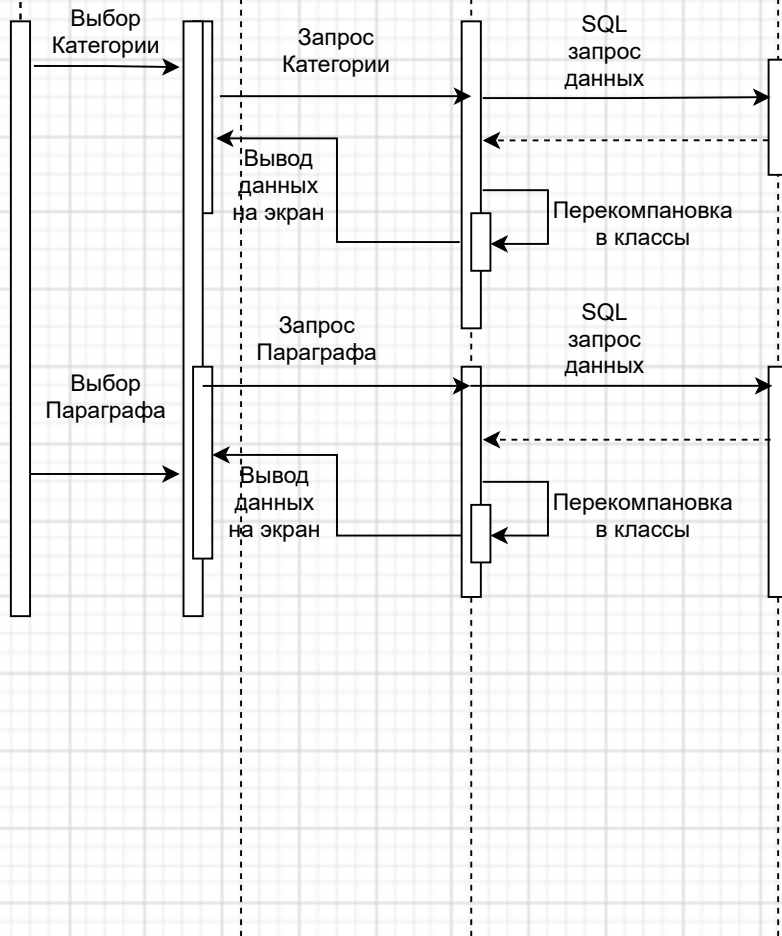 Выбор
Категории
Запрос
Категории
SQL
запрос
данных
Вывод
данных
на экран
Перекомпановка
в классы
Запрос
Параграфа
SQL
запрос
данных
Выбор
Параграфа
Вывод
данных
на экран
Перекомпановка
в классы